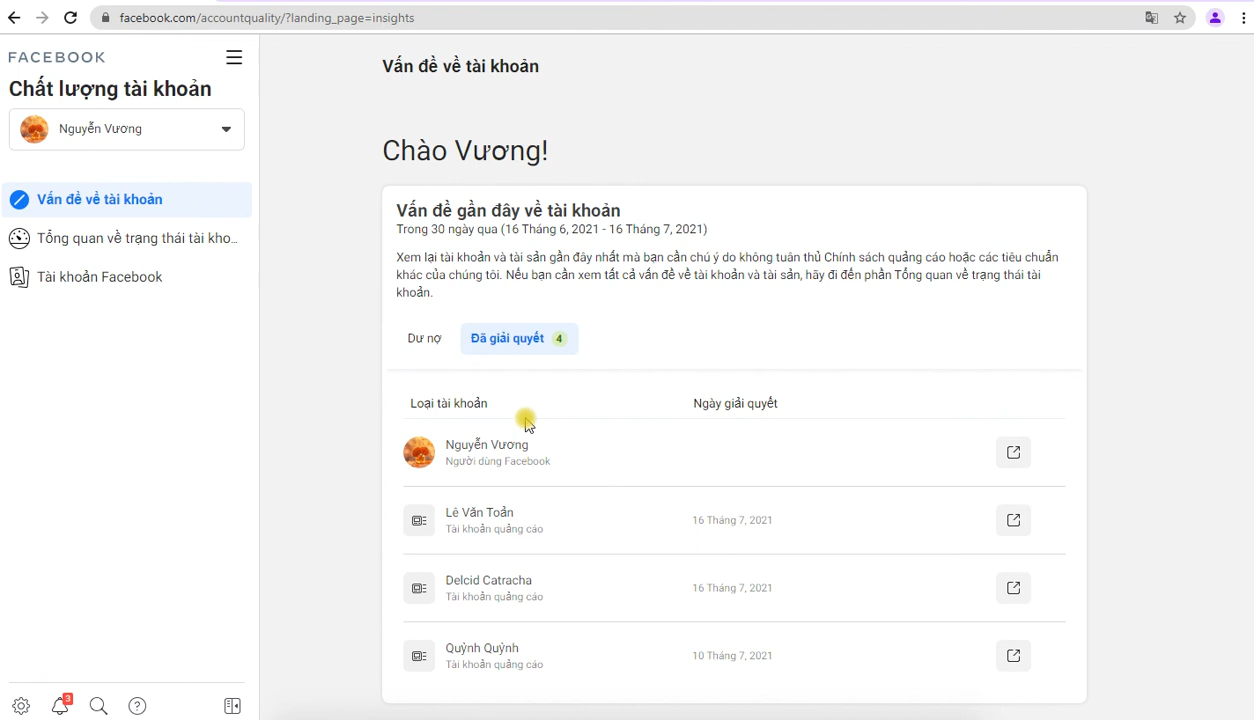 facebook.com/accountquality/?landing_page=insights
FACEBOOK
Chất lượng tài khoản
Nguyễn Vương
Vấn đề về tài khoản
Tổng quan về trạng thái tài kho...
Tài khoản Facebook
3
Vấn đề về tài khoản
Chào Vương!
Vấn đề gần đây về tài khoản
Trong 30 ngày qua (16 Tháng 6, 2021 - 16 Tháng 7, 2021)
Xem lại tài khoản và tài sản gần đây nhất mà bạn cần chú ý do không tuân thủ Chính sách quảng cáo hoặc các tiêu chuẩn
khác của chúng tôi. Nếu bạn cần xem tất cả vấn đề về tài khoản và tài sản, hãy đi đến phần Tổng quan về trạng thái tài
khoản.
Dư nợ
Đã giải quyết 4
Loại tài khoản
Ngày giải quyết
Nguyễn Vương
Người dùng Facebook
Lê Văn Toản
Tài khoản quảng cáo
16 Tháng 7, 2021
Delcid Catracha
Tài khoản quảng cáo
16 Tháng 7, 2021
Quỳnh Quỳnh
Tài khoản quảng cáo
10 Tháng 7, 2021